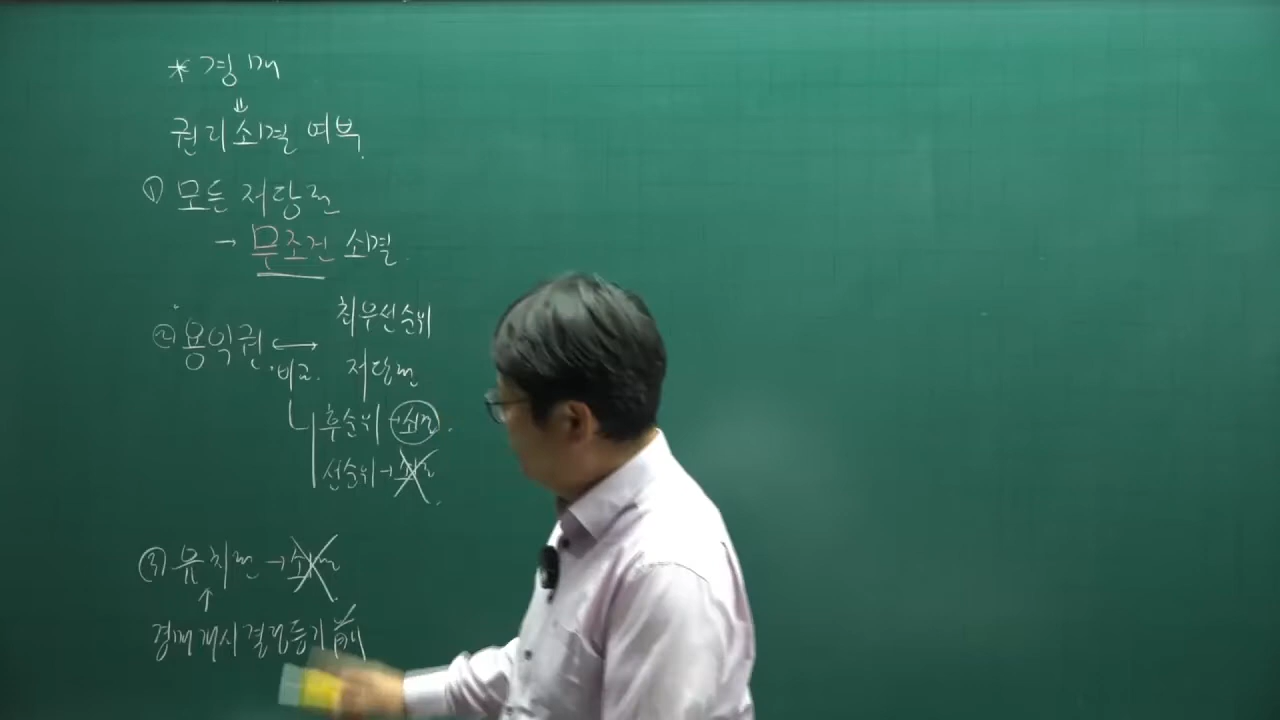 * 경매
⇓
권리소멸 여부.
① 모든 저당권
→ 무조건 소멸.
② 용익권 ⟷ 최우선순위
·비교. 저당권
후순위 → 소멸.
선순위 → 소멸.
③ 유치권 → 소멸.
↑
경매개시결정등기 前